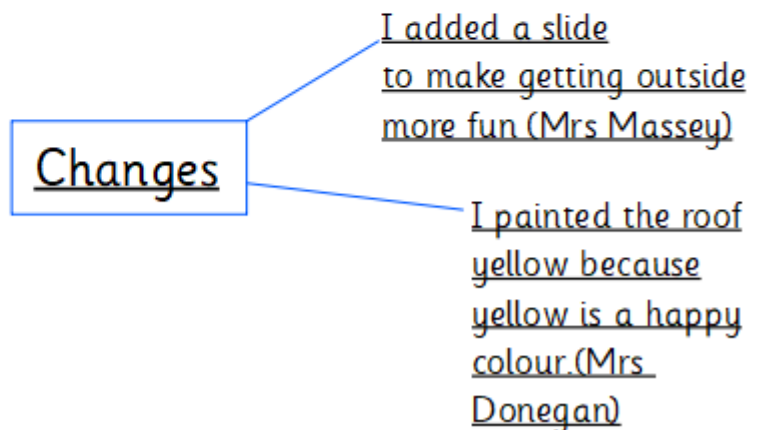 I added a slide
to make getting outside
more fun (Mrs Massey)
Changes
I painted the roof
yellow because
yellow is a happy
colour.(Mrs
Donegan)